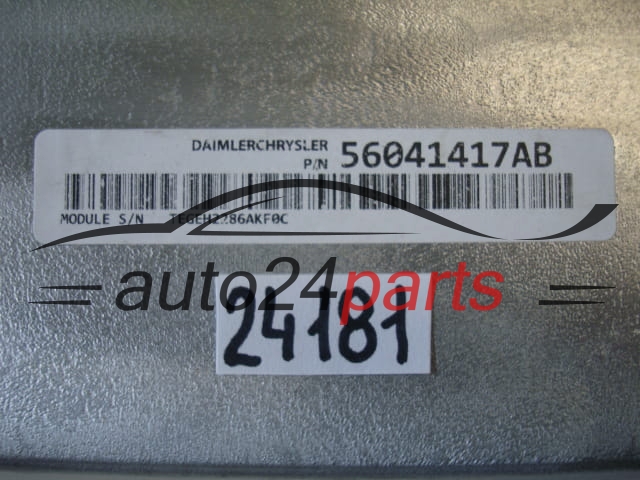 DAIMLERCHRYSLER
P/N 56041417AB
MODULE S/N
auto24parts
24181